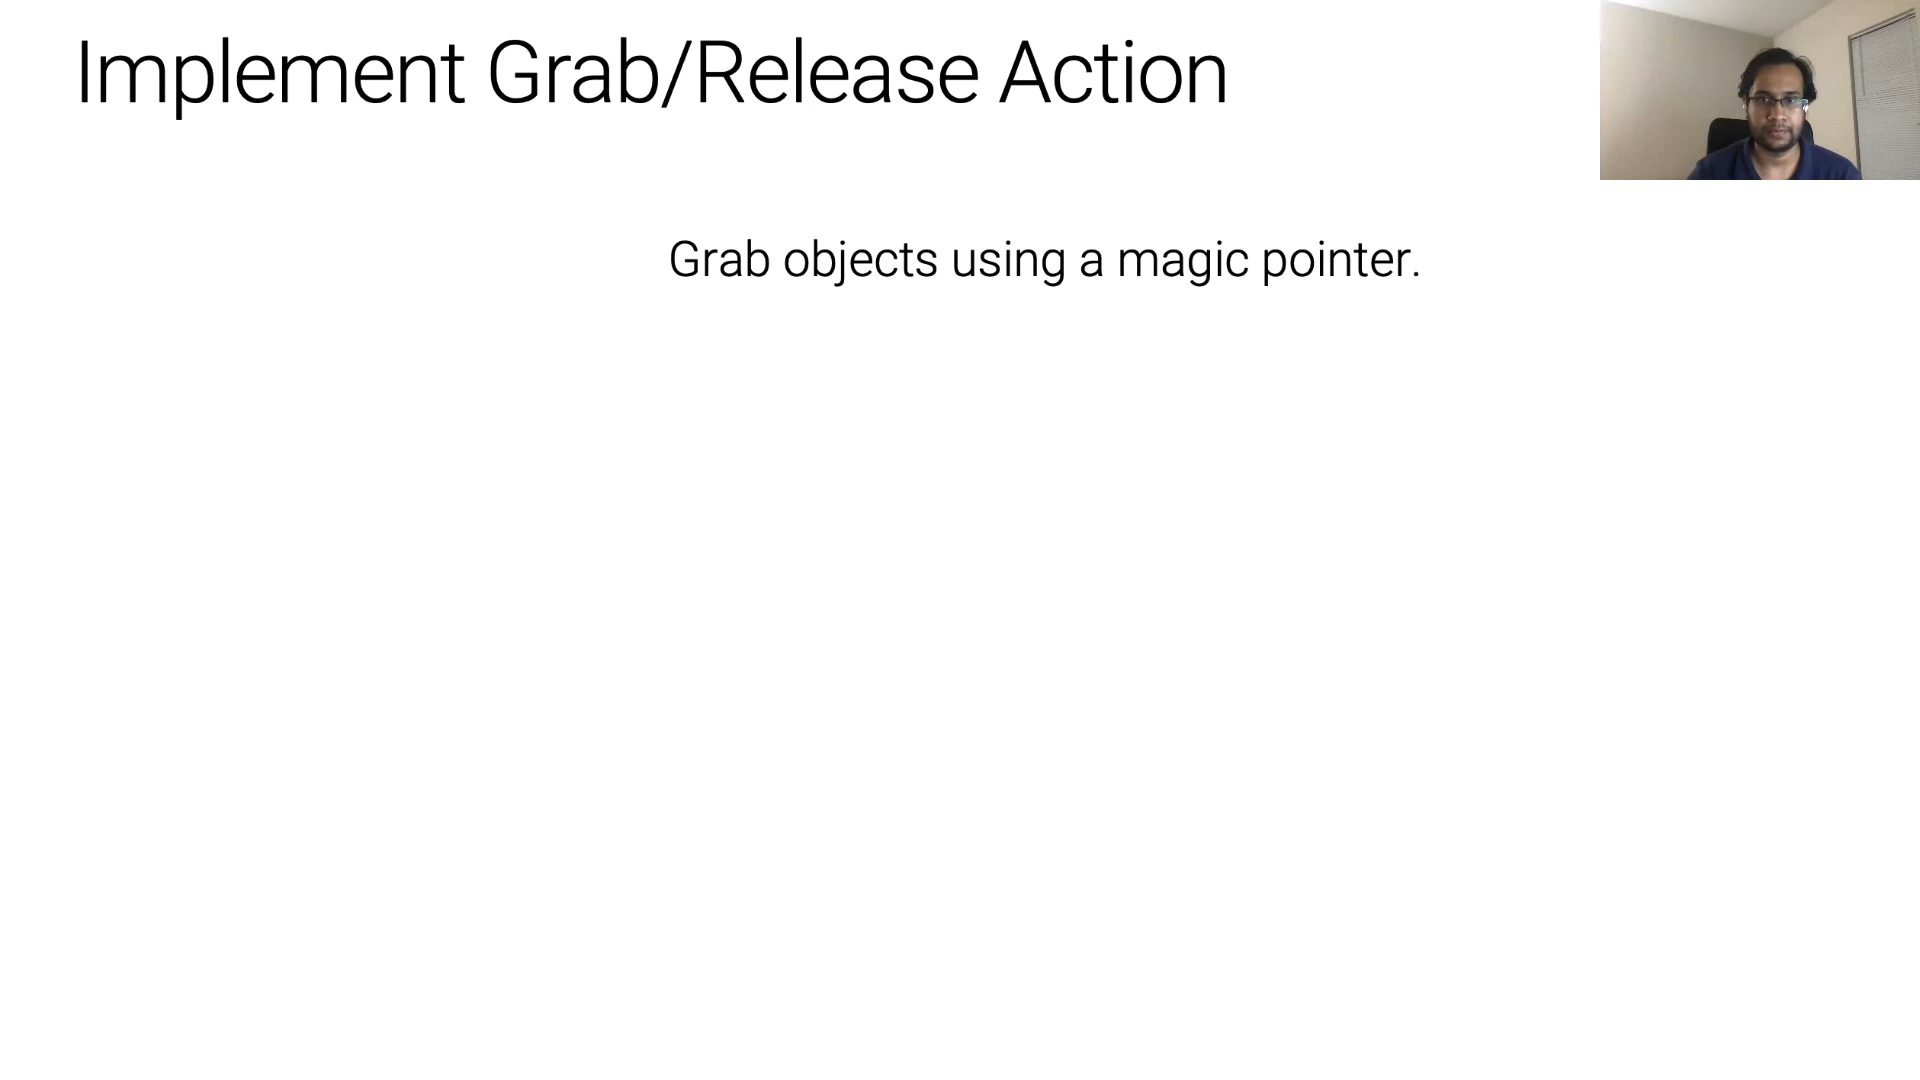 Implement Grab/Release Action
Grab objects using a magic pointer.